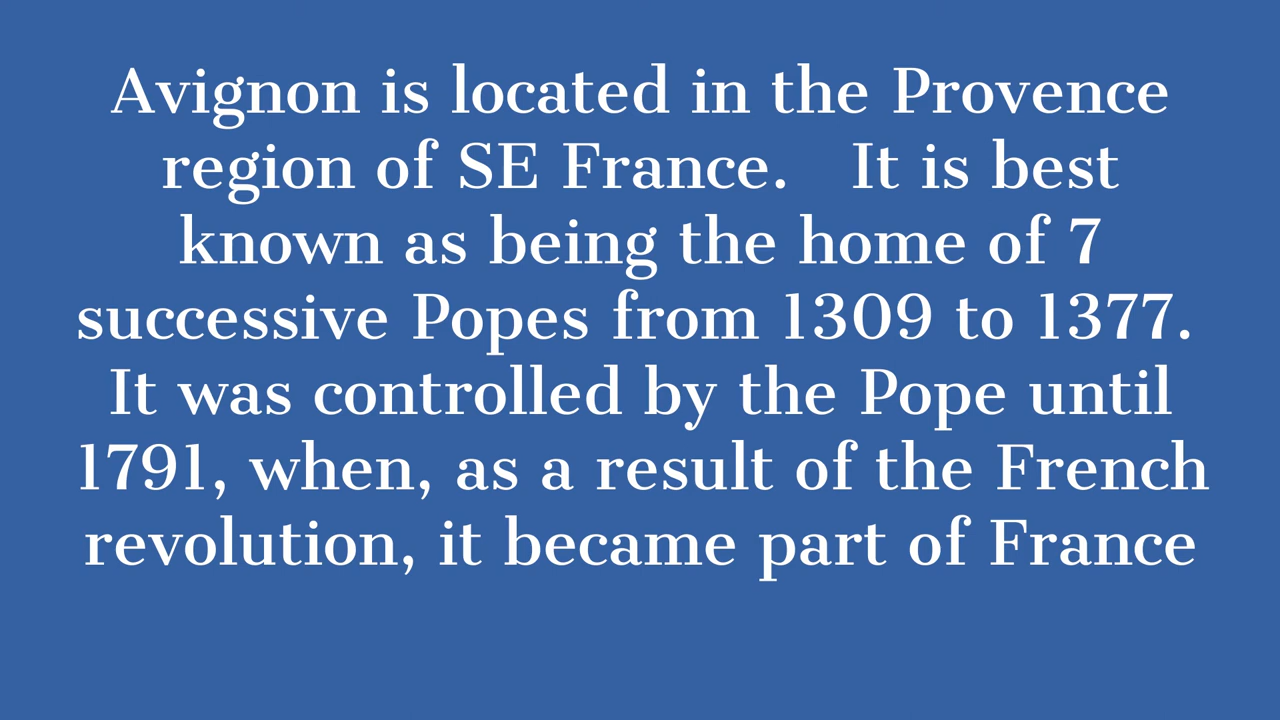 Avignon is located in the Provence
region of SE France.   It is best
known as being the home of 7
successive Popes from 1309 to 1377.
It was controlled by the Pope until
1791, when, as a result of the French
revolution, it became part of France